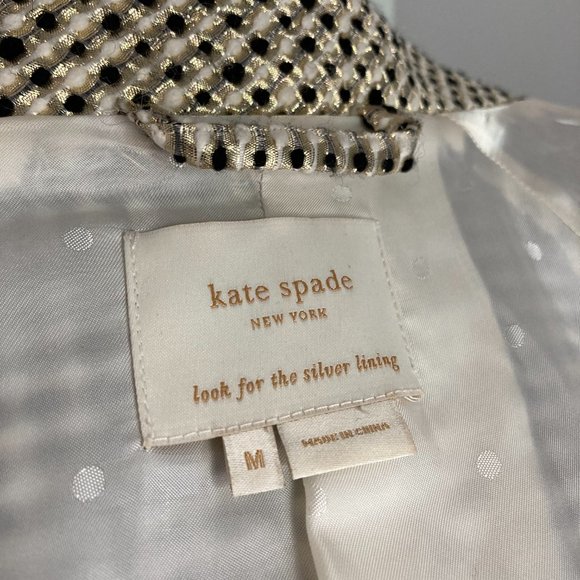 kate spade
NEW YORK
look for the silver lining
M
MADE IN CHINA